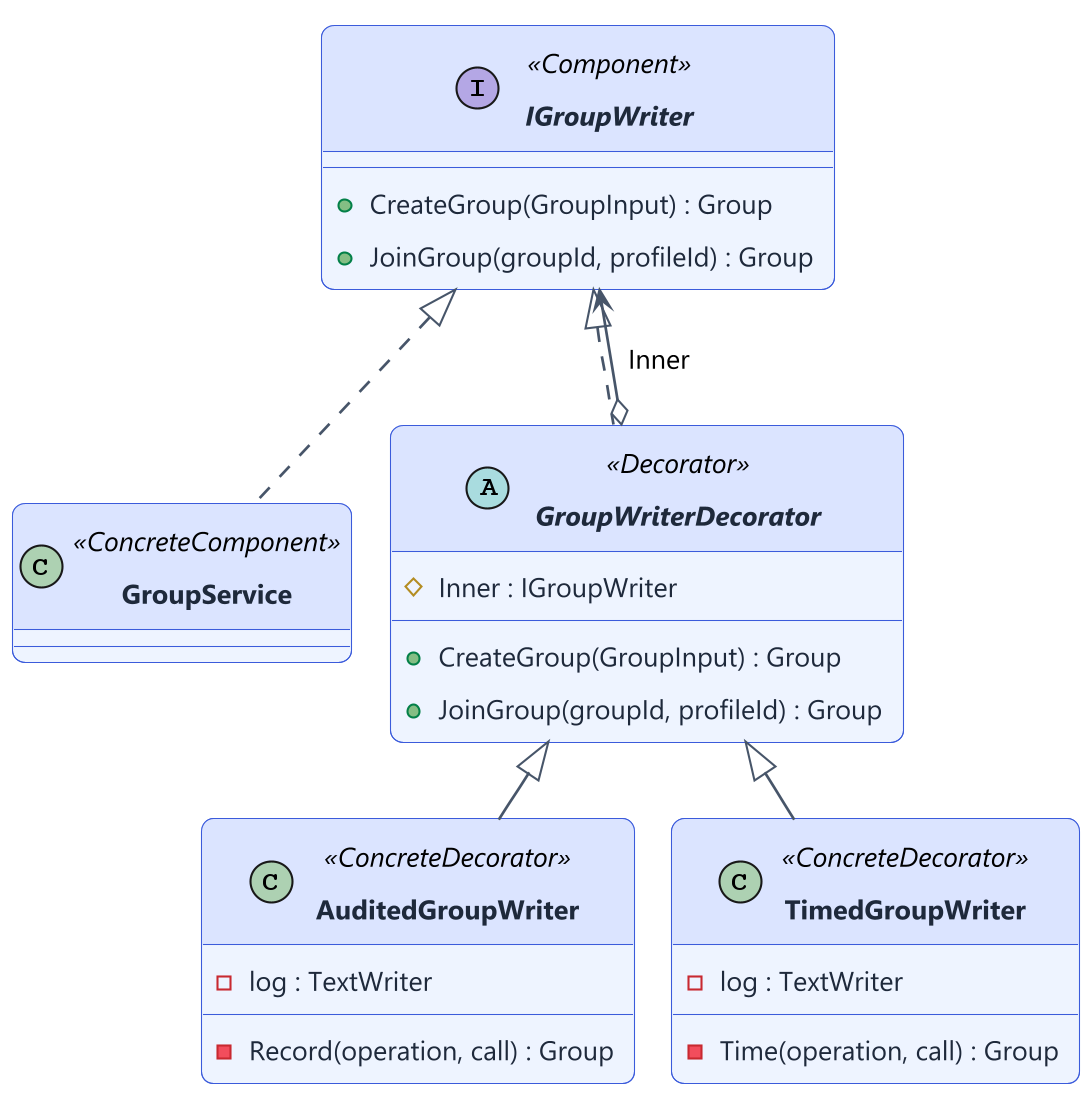 «Component»
I
IGroupWriter
CreateGroup(GroupInput) : Group
JoinGroup(groupId, profileId) : Group
Inner
«Decorator»
A
GroupWriterDecorator
Inner : IGroupWriter
CreateGroup(GroupInput) : Group
JoinGroup(groupId, profileId) : Group
«ConcreteComponent»
C
GroupService
«ConcreteDecorator»
C
AuditedGroupWriter
log : TextWriter
Record(operation, call) : Group
«ConcreteDecorator»
C
TimedGroupWriter
log : TextWriter
Time(operation, call) : Group